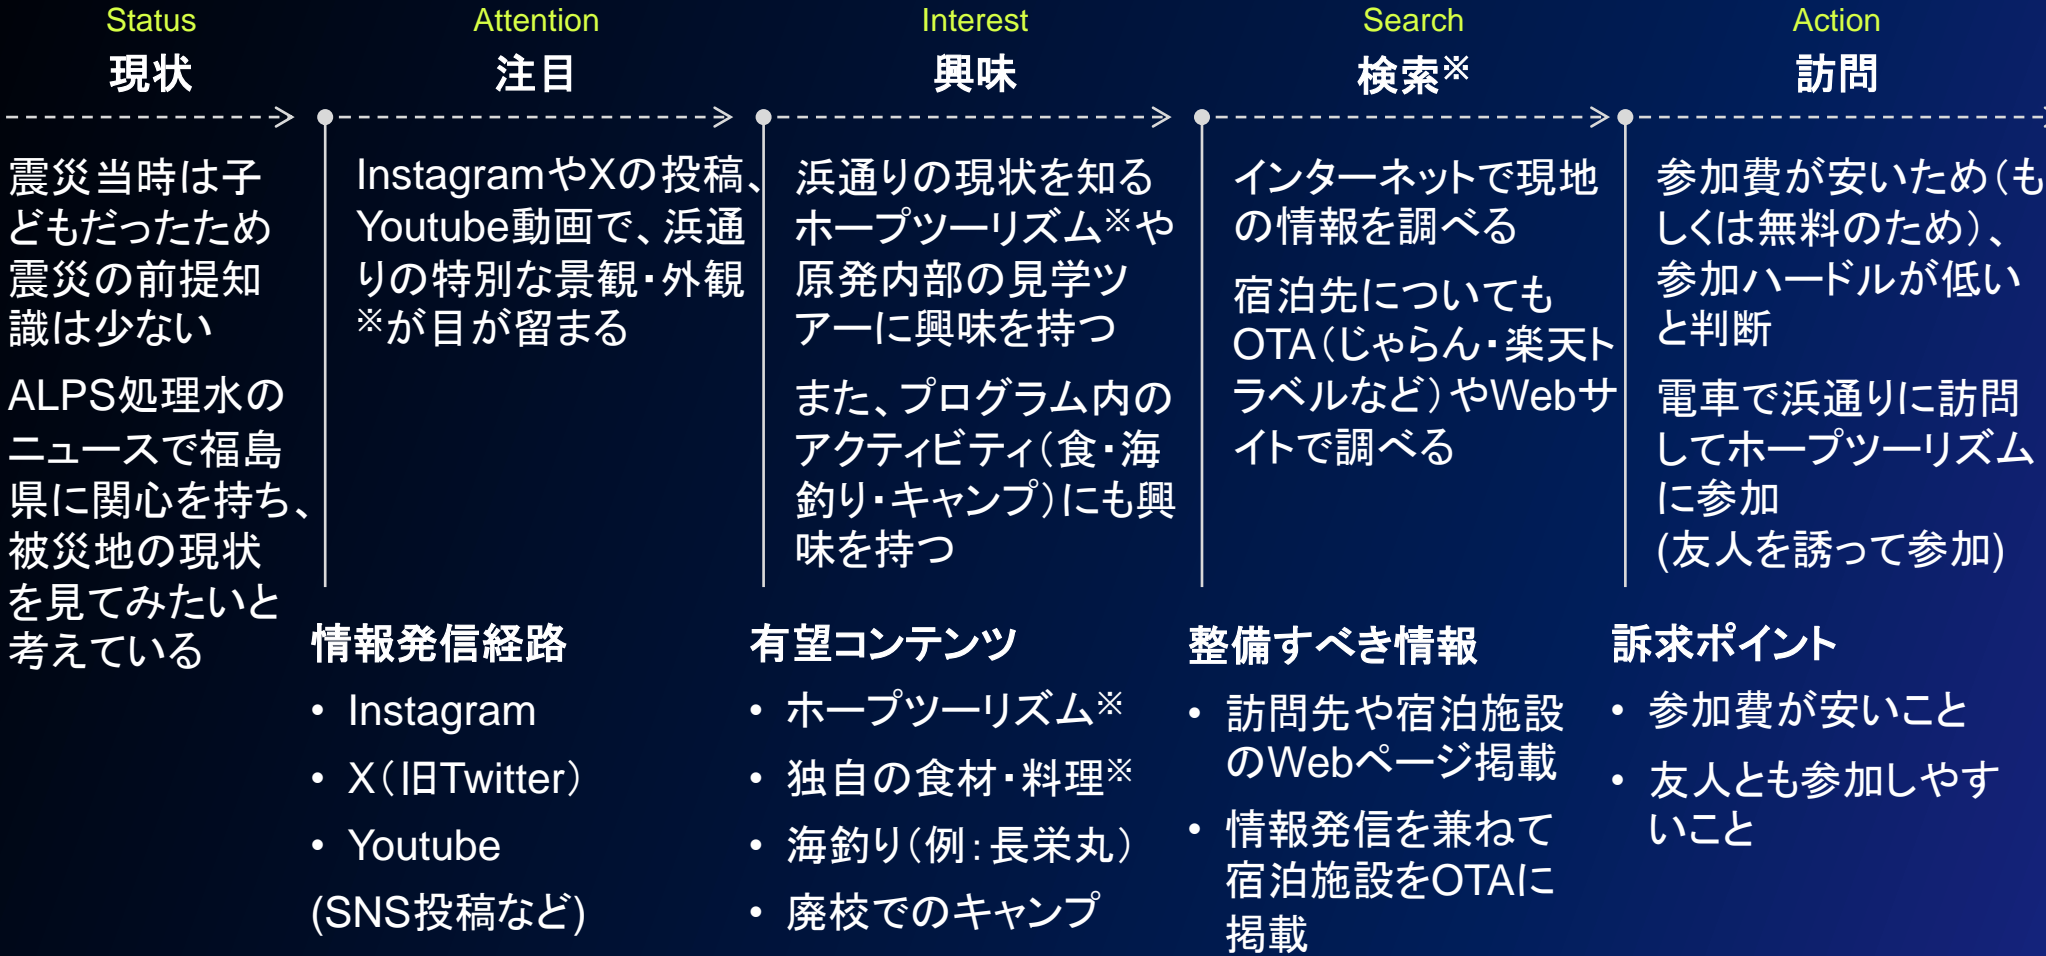 Status
現状
震災当時は子
どもだったため
震災の前提知
識は少ない
ALPS処理水の
ニュースで福島
県に関心を持ち、
被災地の現状
を見てみたいと
考えている
Attention
注目
InstagramやXの投稿、
Youtube動画で、浜通
りの特別な景観・外観
※が目が留まる
情報発信経路
• Instagram
• X（旧Twitter）
• Youtube
(SNS投稿など)
Interest
興味
浜通りの現状を知る
ホープツーリズム※や
原発内部の見学ツ
アーに興味を持つ
また、プログラム内の
アクティビティ（食・海
釣り・キャンプ）にも興
味を持つ
有望コンテンツ
• ホープツーリズム※
• 独自の食材・料理※
• 海釣り（例：長栄丸）
• 廃校でのキャンプ
Search
検索※
インターネットで現地
の情報を調べる
宿泊先についても
OTA（じゃらん・楽天ト
ラベルなど）やWebサ
イトで調べる
整備すべき情報
• 訪問先や宿泊施設
のWebページ掲載
• 情報発信を兼ねて
宿泊施設をOTAに
掲載
Action
訪問
参加費が安いため（も
しくは無料のため）、
参加ハードルが低い
と判断
電車で浜通りに訪問
してホープツーリズム
に参加
(友人を誘って参加)
訴求ポイント
• 参加費が安いこと
• 友人とも参加しやす
いこと